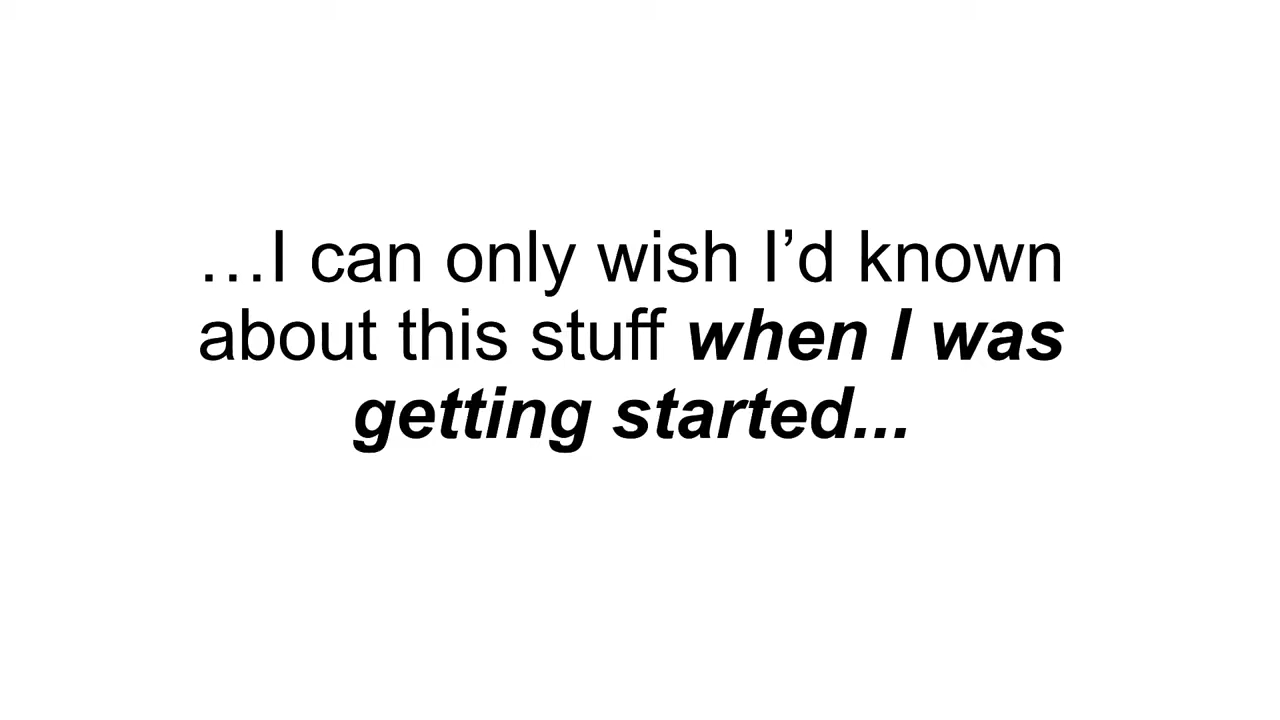 …I can only wish I’d known
about this stuff when I was
getting started...